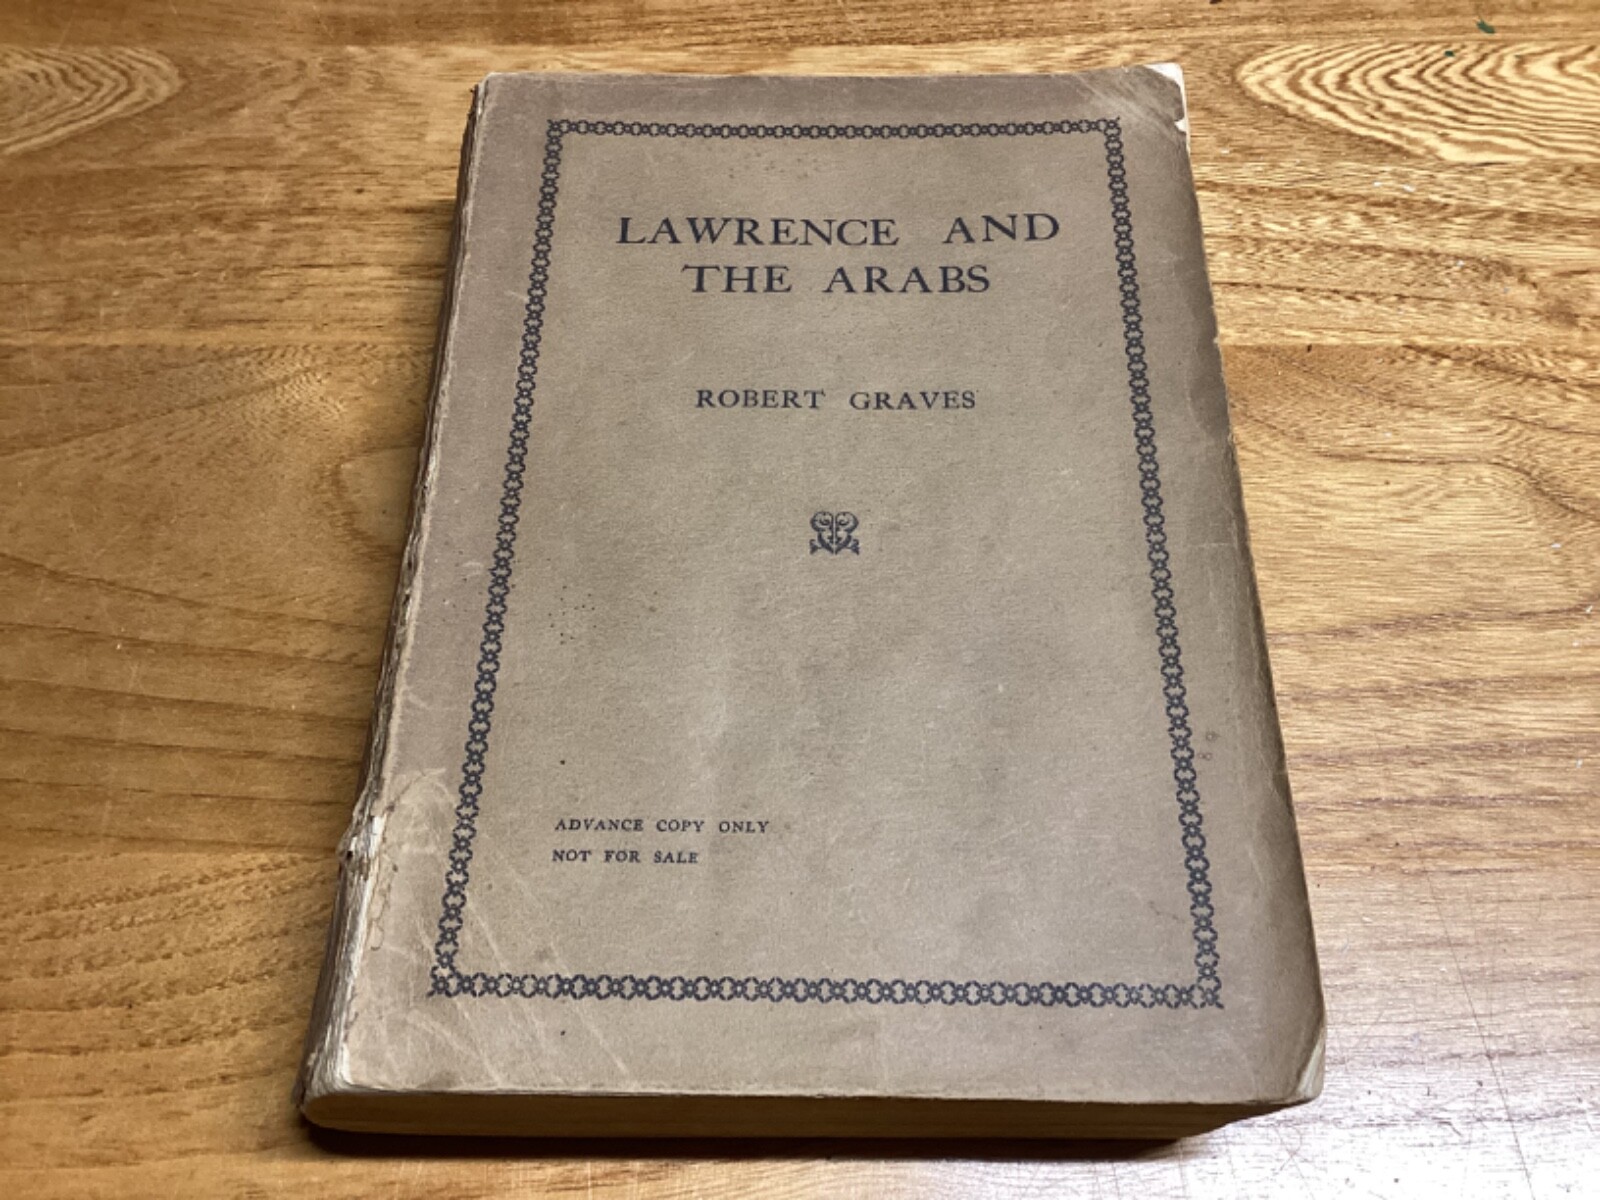 LAWRENCE AND
THE ARABS
ROBERT GRAVES
ADVANCE COPY ONLY
NOT FOR SALE